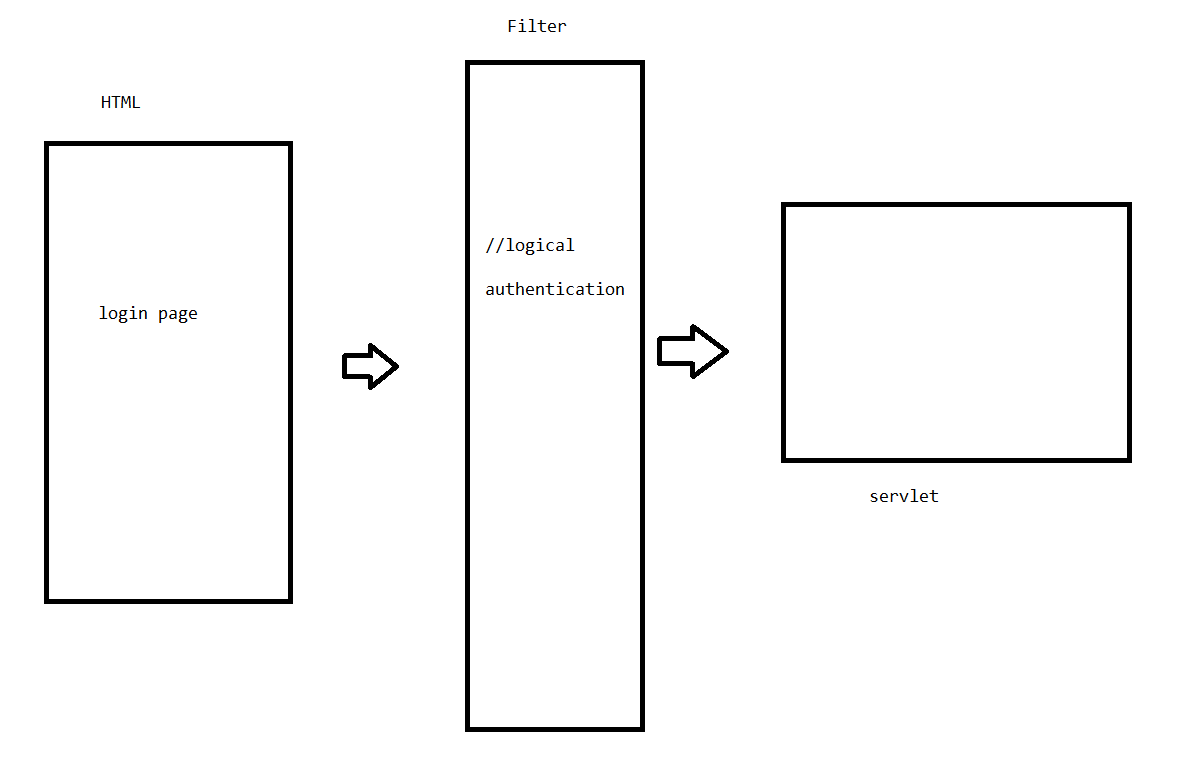 Filter
HTML
//logical
authentication
login page
servlet